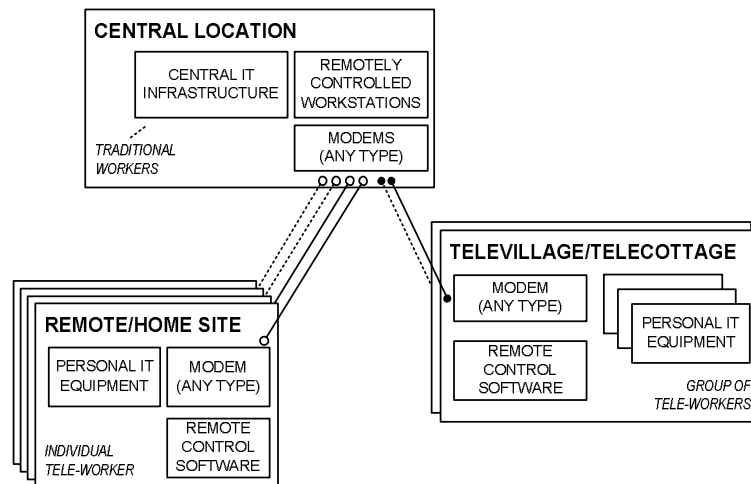 CENTRAL LOCATION
CENTRAL IT
INFRASTRUCTURE
REMOTELY
CONTROLLED
WORKSTATIONS
MODEMS
(ANY TYPE)
TRADITIONAL
WORKERS
TELEVILLAGE/TELECOTTAGE
MODEM
(ANY TYPE)
PERSONAL IT
EQUIPMENT
REMOTE
CONTROL
SOFTWARE
GROUP OF
TELE-WORKERS
REMOTE/HOME SITE
PERSONAL IT
EQUIPMENT
MODEM
(ANY TYPE)
REMOTE
CONTROL
SOFTWARE
INDIVIDUAL
TELE-WORKER